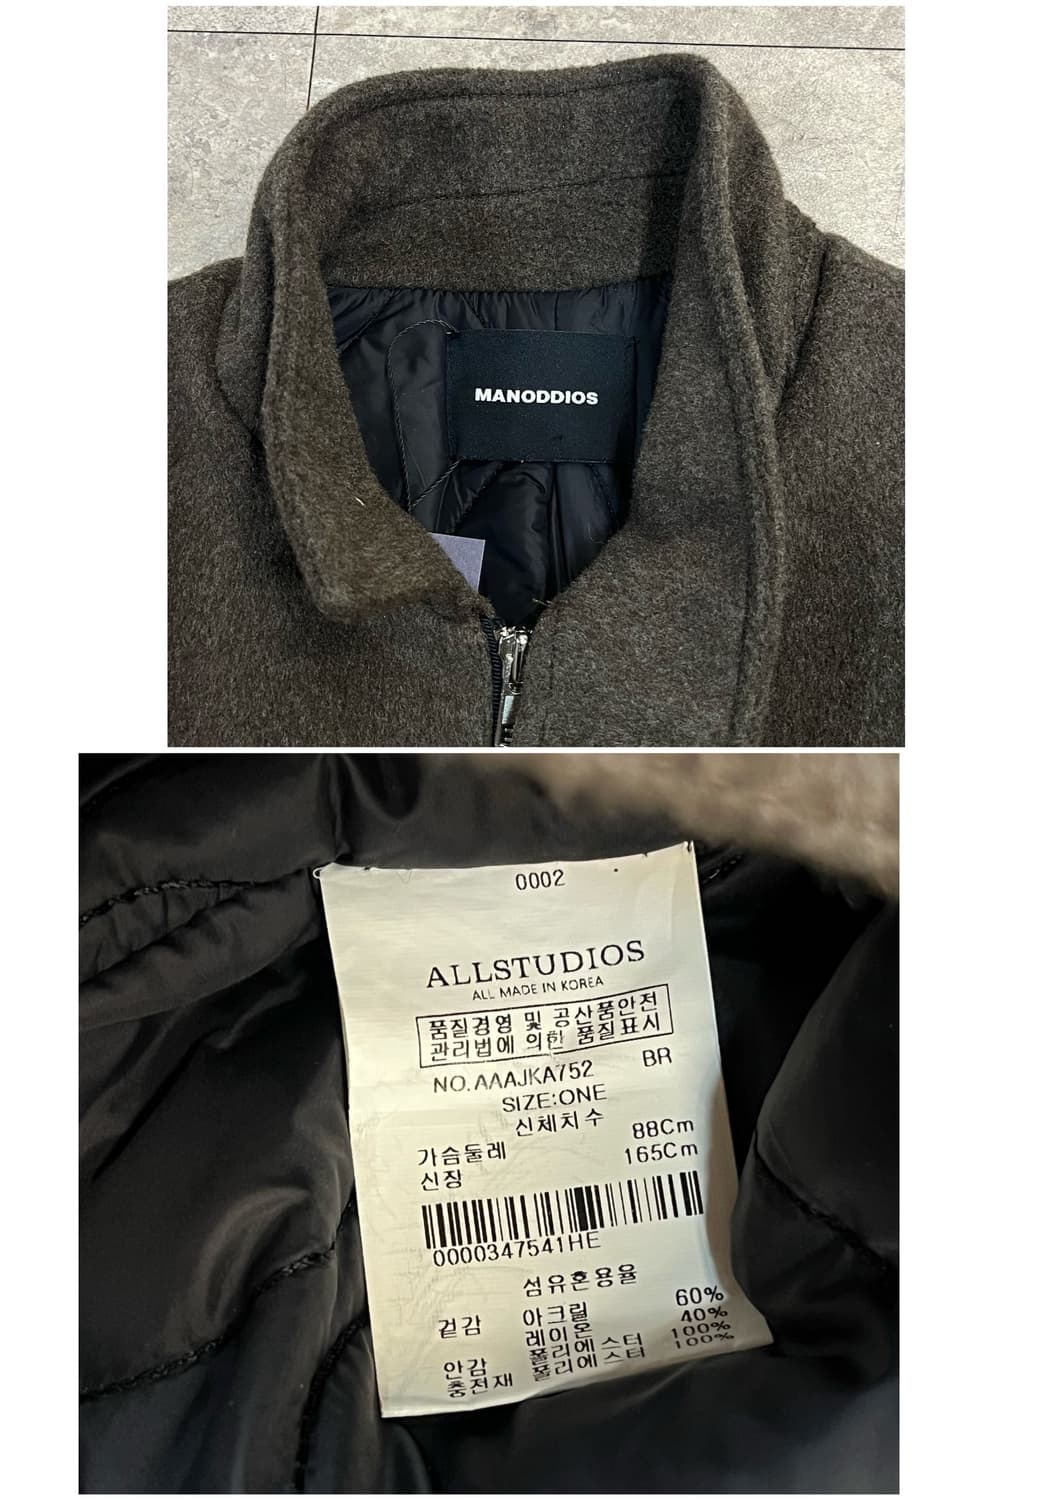 MANODDIOS
0002
ALLSTUDIOS
ALL MADE IN KOREA
품질경영 및 공산품안전
관리법에 의한 품질표시
NO.AAAJKA752 BR
SIZE:ONE
신체치수
가슴둘레 88Cm
신장 165Cm
0000347541HE
섬유혼용율
겉감 아크릴 60%
레이온 40%
안감 폴리에스터 100%
충전재 폴리에스터 100%